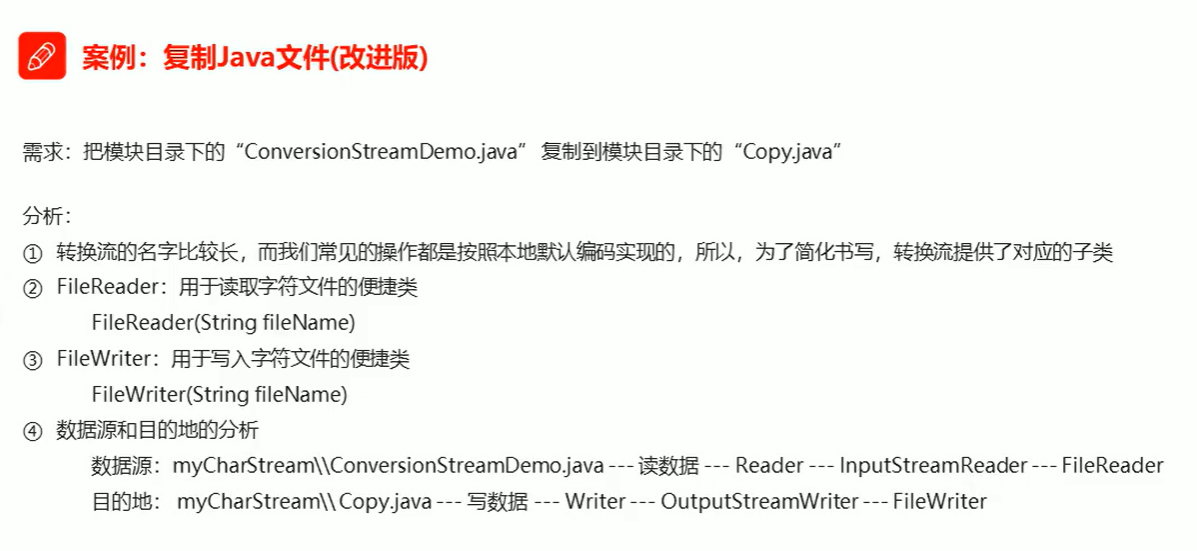 案例：复制Java文件(改进版)
需求：把模块目录下的“ConversionStreamDemo.java” 复制到模块目录下的“Copy.java”
分析：
① 转换流的名字比较长，而我们常见的操作都是按照本地默认编码实现的，所以，为了简化书写，转换流提供了对应的子类
② FileReader：用于读取字符文件的便捷类
FileReader(String fileName)
③ FileWriter：用于写入字符文件的便捷类
FileWriter(String fileName)
④ 数据源和目的地的分析
数据源：myCharStream\\ConversionStreamDemo.java --- 读数据 --- Reader --- InputStreamReader --- FileReader
目的地：myCharStream\\ Copy.java --- 写数据 --- Writer --- OutputStreamWriter --- FileWriter